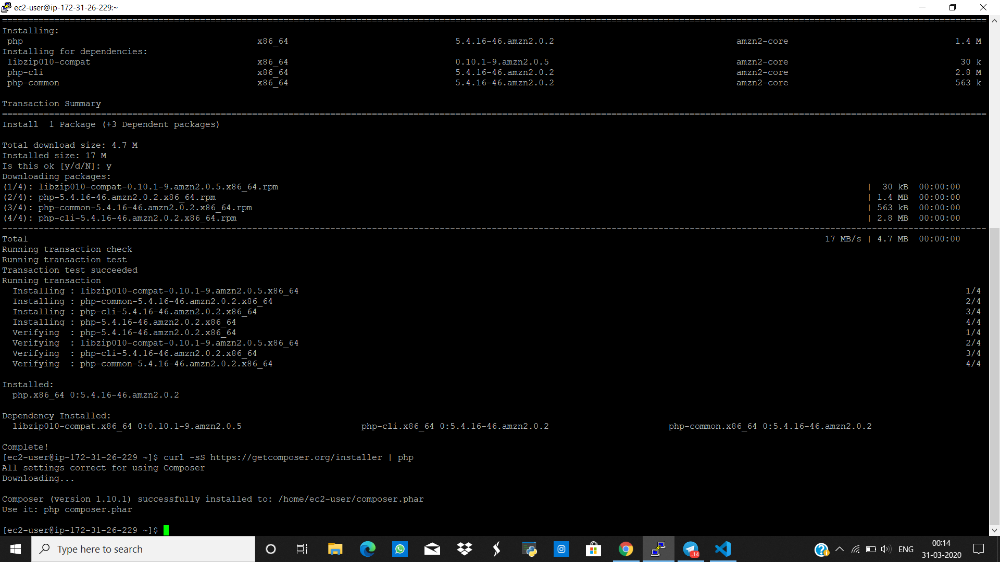 ec2-user@ip-172-31-26-229:~
================================================================================
Installing:
php x86_64 5.4.16-46.amzn2.0.2 amzn2-core 1.4 M
Installing for dependencies:
libzip010-compat x86_64 0.10.1-9.amzn2.0.5 amzn2-core 30 k
php-cli x86_64 5.4.16-46.amzn2.0.2 amzn2-core 2.8 M
php-common x86_64 5.4.16-46.amzn2.0.2 amzn2-core 563 k
Transaction Summary
================================================================================
Install 1 Package (+3 Dependent packages)
Total download size: 4.7 M
Installed size: 17 M
Is this ok [y/d/N]: y
Downloading packages:
(1/4): libzip010-compat-0.10.1-9.amzn2.0.5.x86_64.rpm | 30 kB 00:00:00
(2/4): php-5.4.16-46.amzn2.0.2.x86_64.rpm | 1.4 MB 00:00:00
(3/4): php-common-5.4.16-46.amzn2.0.2.x86_64.rpm | 563 kB 00:00:00
(4/4): php-cli-5.4.16-46.amzn2.0.2.x86_64.rpm | 2.8 MB 00:00:00
--------------------------------------------------------------------------------
Total 17 MB/s | 4.7 MB 00:00:00
Running transaction check
Running transaction test
Transaction test succeeded
Running transaction
Installing : libzip010-compat-0.10.1-9.amzn2.0.5.x86_64 1/4
Installing : php-common-5.4.16-46.amzn2.0.2.x86_64 2/4
Installing : php-cli-5.4.16-46.amzn2.0.2.x86_64 3/4
Installing : php-5.4.16-46.amzn2.0.2.x86_64 4/4
Verifying : php-5.4.16-46.amzn2.0.2.x86_64 1/4
Verifying : libzip010-compat-0.10.1-9.amzn2.0.5.x86_64 2/4
Verifying : php-cli-5.4.16-46.amzn2.0.2.x86_64 3/4
Verifying : php-common-5.4.16-46.amzn2.0.2.x86_64 4/4
Installed:
php.x86_64 0:5.4.16-46.amzn2.0.2
Dependency Installed:
libzip010-compat.x86_64 0:0.10.1-9.amzn2.0.5 php-cli.x86_64 0:5.4.16-46.amzn2.0.2 php-common.x86_64 0:5.4.16-46.amzn2.0.2
Complete!
[ec2-user@ip-172-31-26-229 ~]$ curl -sS https://getcomposer.org/installer | php
All settings correct for using Composer
Downloading...
Composer (version 1.10.1) successfully installed to: /home/ec2-user/composer.phar
Use it: php composer.phar
[ec2-user@ip-172-31-26-229 ~]$
Type here to search
..14
ENG
00:14
31-03-2020